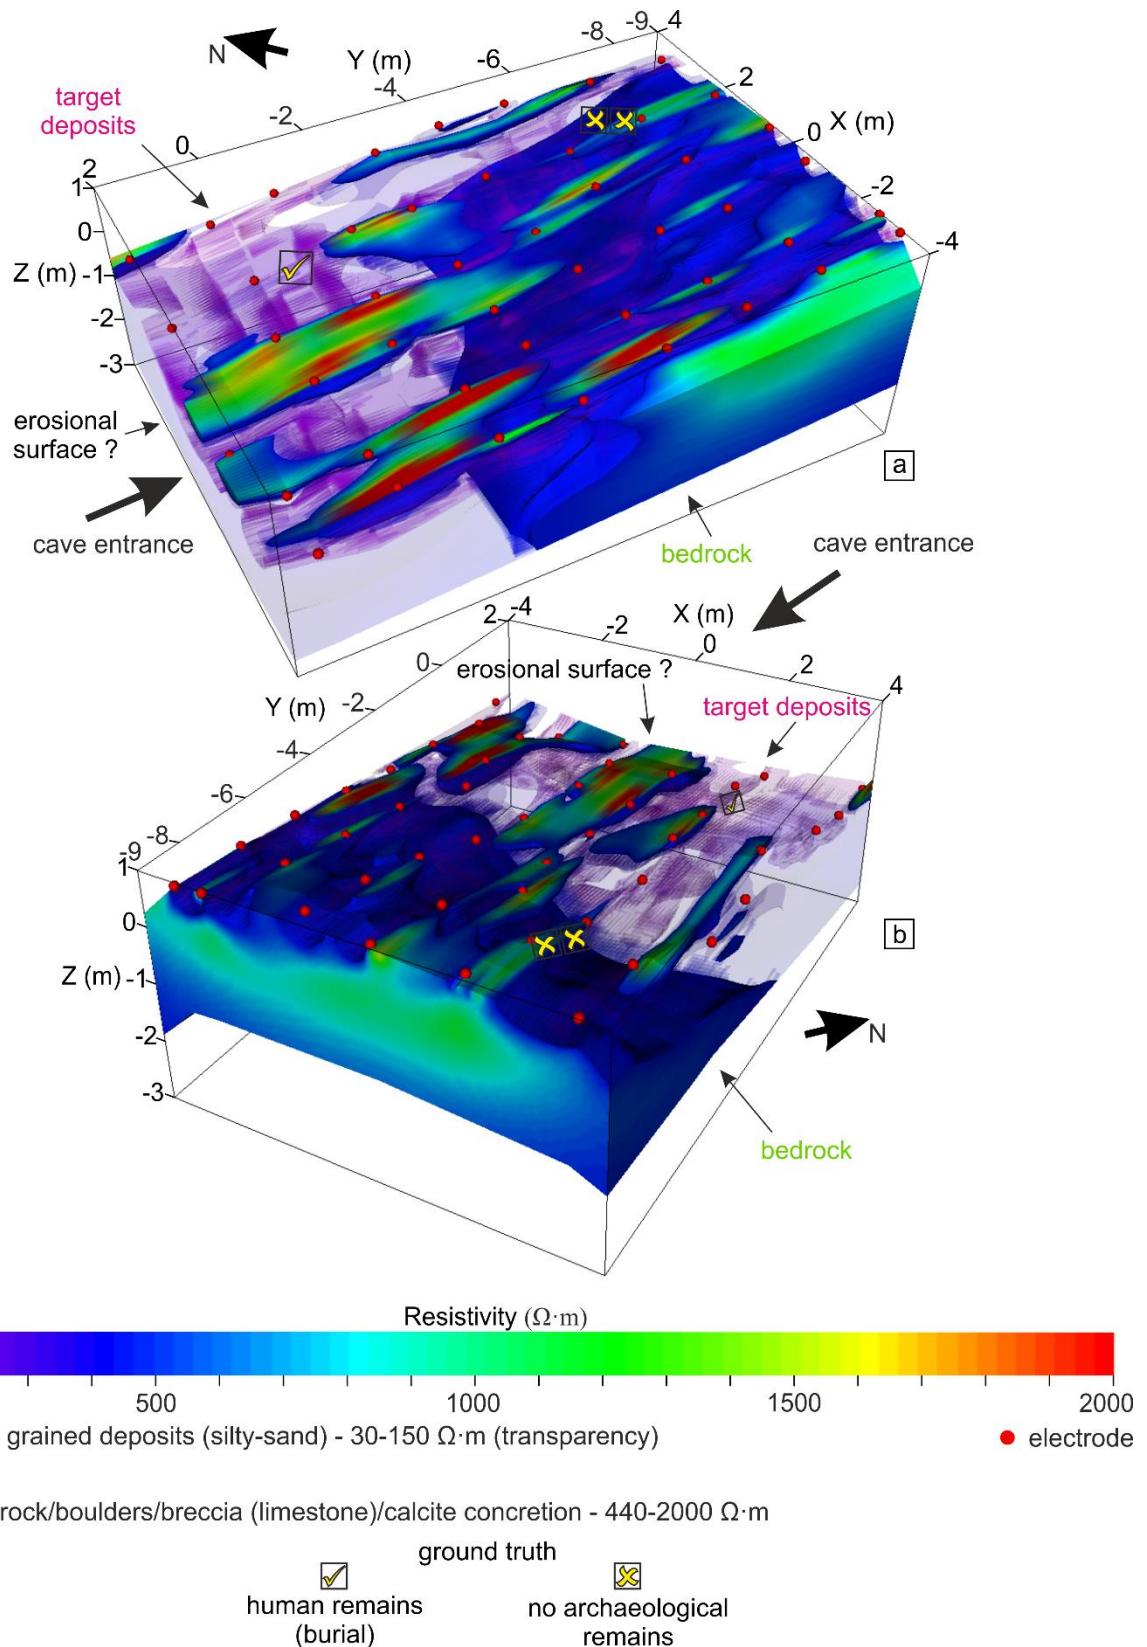 N
Y (m)
-8
-9
4
-6
2
-4
0
X (m)
-2
target
deposits
0
-2
2
-4
1
0
Z (m)
-1
-2
-3
erosional
surface ?
cave entrance
a
bedrock
cave entrance
2
-4
X (m)
-2
0
2
4
0
erosional surface ?
target deposits
Y (m)
-2
-4
-6
-8
-9
1
0
Z (m)
-1
-2
-3
b
N
bedrock
Resistivity (Ω·m)
500
1000
1500
2000
grained deposits (silty-sand) - 30-150 Ω·m (transparency)
electrode
rock/boulders/breccia (limestone)/calcite concretion - 440-2000 Ω·m
ground truth
human remains
(burial)
no archaeological
remains